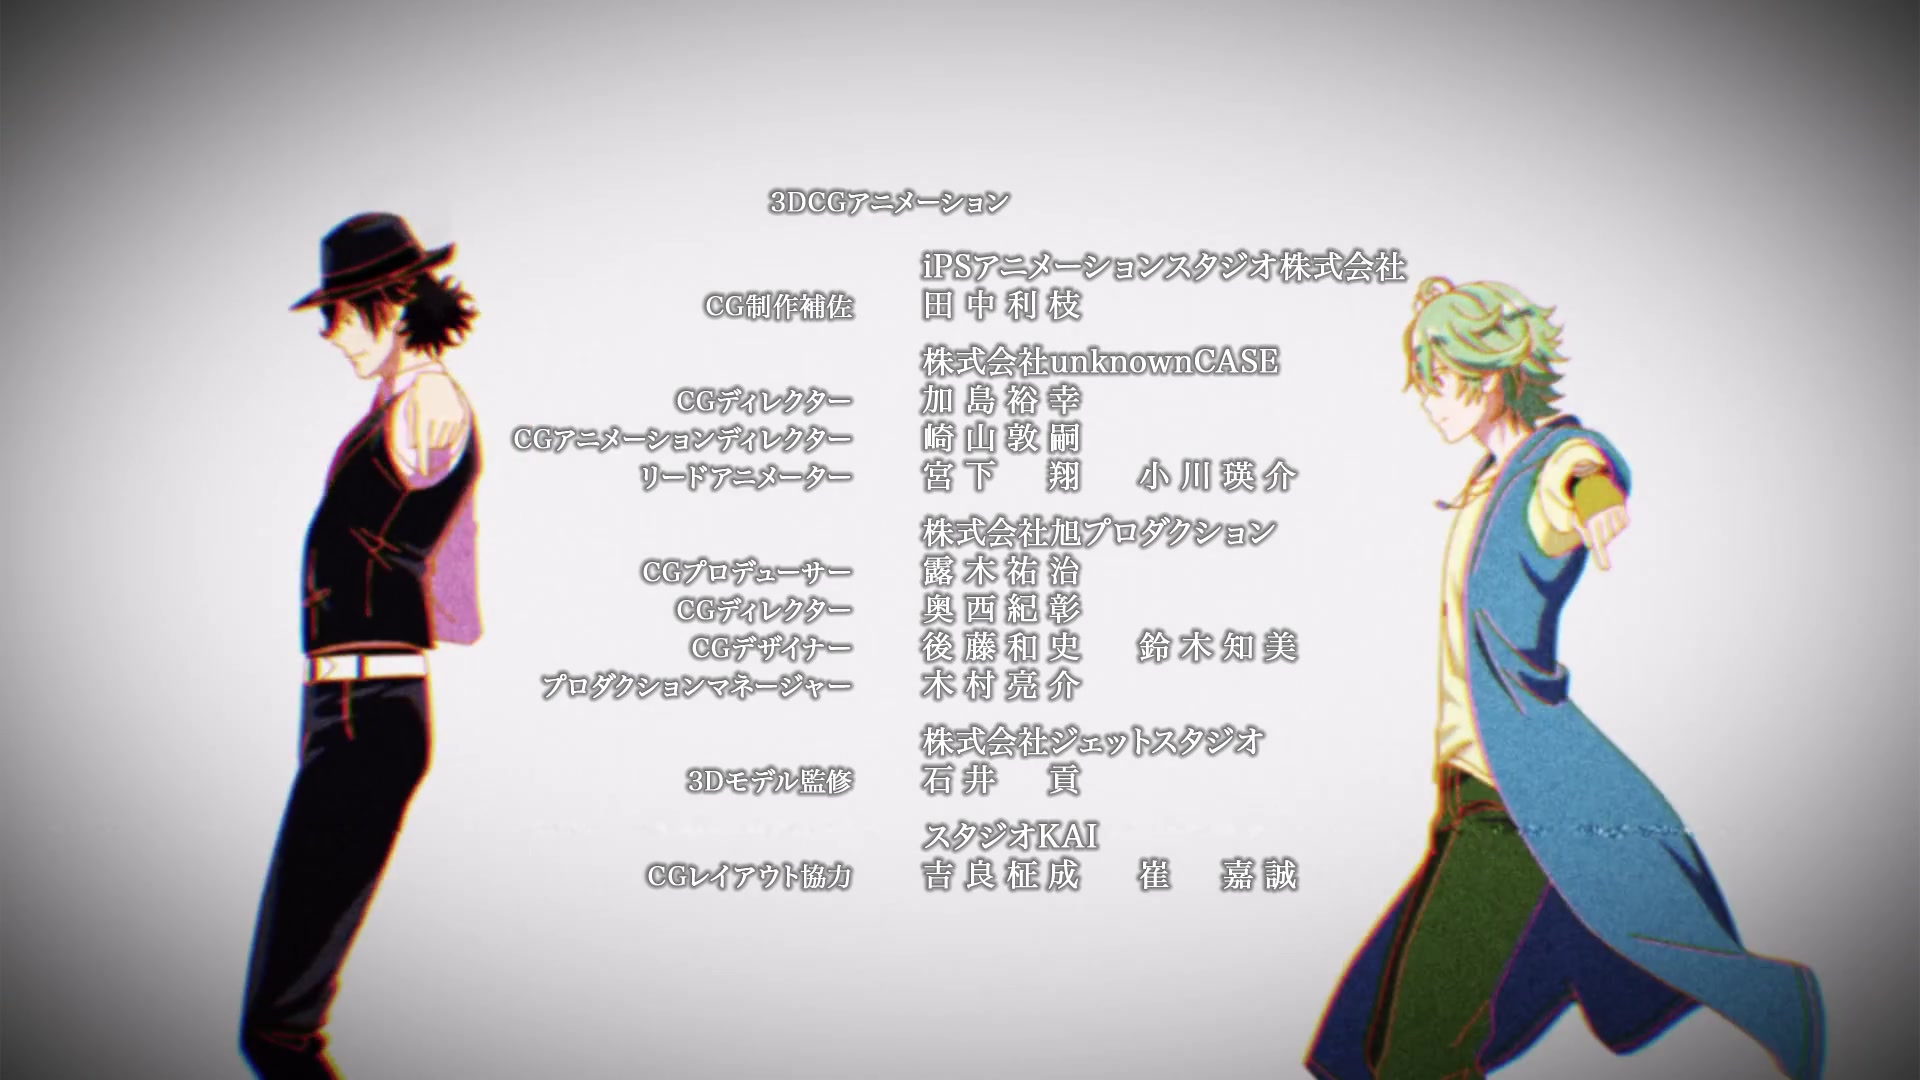 3DCGアニメーション
iPSアニメーションスタジオ株式会社
CG制作補佐 田中利枝
株式会社unknownCASE
CGディレクター 加島裕幸
CGアニメーションディレクター 崎山敦嗣
リードアニメーター 宮下 翔 小川瑛介
株式会社旭プロダクション
CGプロデューサー 露木祐治
CGディレクター 奥西紀彰
CGデザイナー 後藤和史 鈴木知美
プロダクションマネージャー 木村亮介
株式会社ジェットスタジオ
3Dモデル監修 石井 貢
スタジオKAI
CGレイアウト協力 吉良柾成 崔 嘉誠